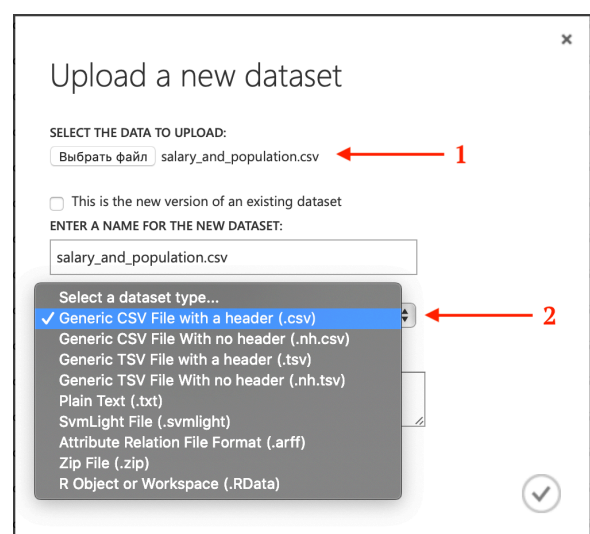 Upload a new dataset
SELECT THE DATA TO UPLOAD:
Выбрать файл salary_and_population.csv 1
This is the new version of an existing dataset
ENTER A NAME FOR THE NEW DATASET:
salary_and_population.csv
Select a dataset type...
✓ Generic CSV File with a header (.csv) 2
Generic CSV File With no header (.nh.csv)
Generic TSV File with a header (.tsv)
Generic TSV File With no header (.nh.tsv)
Plain Text (.txt)
SvmLight File (.svmlight)
Attribute Relation File Format (.arff)
Zip File (.zip)
R Object or Workspace (.RData)